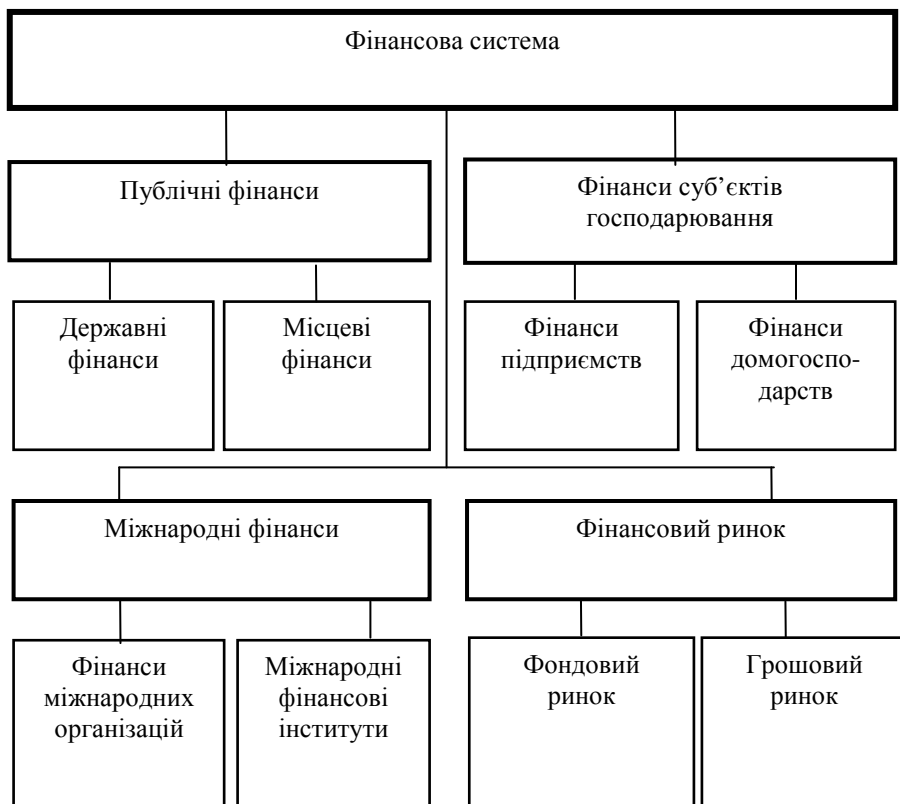 Фінансова система
Публічні фінанси
Фінанси суб’єктів
господарювання
Державні
фінанси
Місцеві
фінанси
Фінанси
підприємств
Фінанси
домогоспо-
дарств
Міжнародні фінанси
Фінансовий ринок
Фінанси
міжнародних
організацій
Міжнародні
фінансові
інститути
Фондовий
ринок
Грошовий
ринок